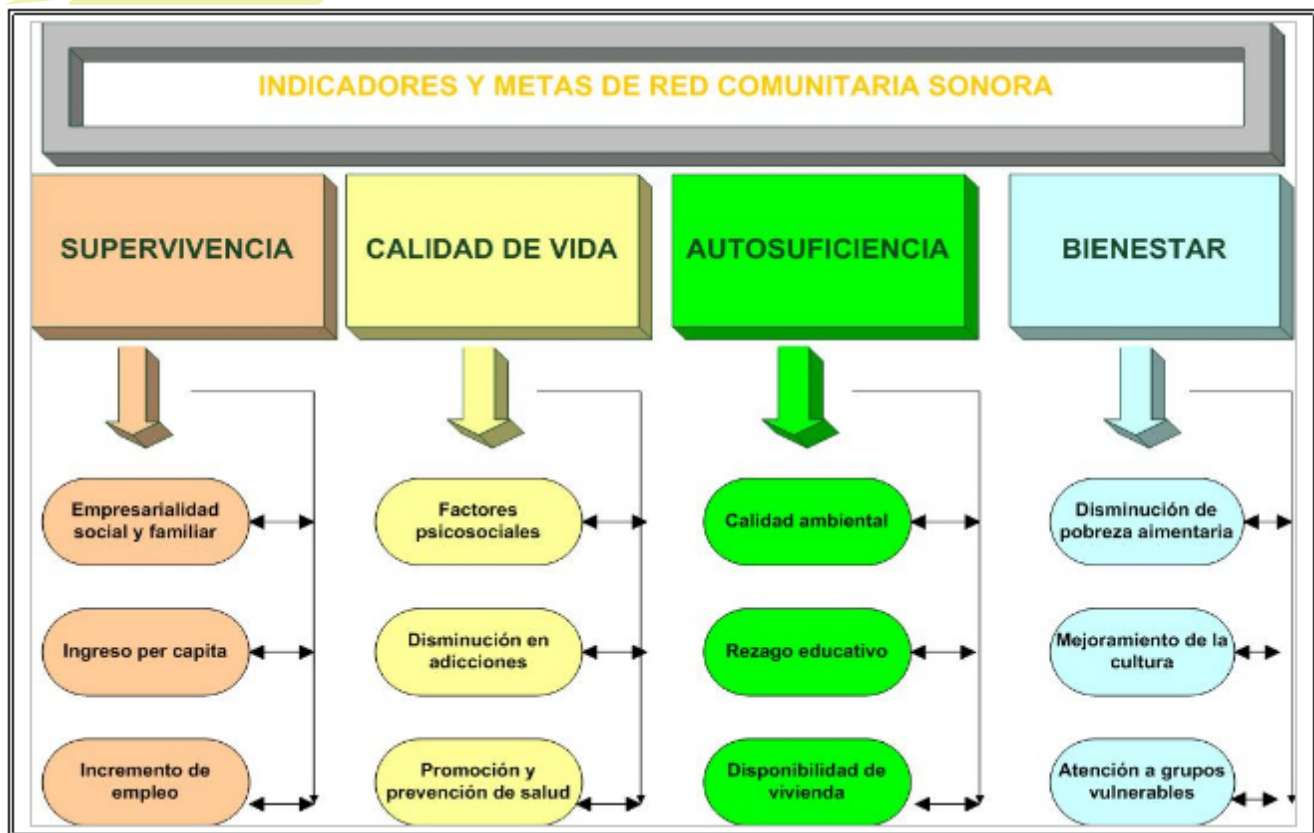 INDICADORES Y METAS DE RED COMUNITARIA SONORA
SUPERVIVENCIA
CALIDAD DE VIDA
AUTOSUFICIENCIA
BIENESTAR
Empresarialidad
social y familiar
Factores
psicosociales
Calidad ambiental
Disminución de
pobreza aimentaria
Ingreso per capita
Disminución en
adicciones
Rezago educativo
Mejoramiento de la
cultura
Incremento de
empleo
Promoción y
prevención de salud
Disponibilidad de
vivienda
Atención a grupos
vulnerables